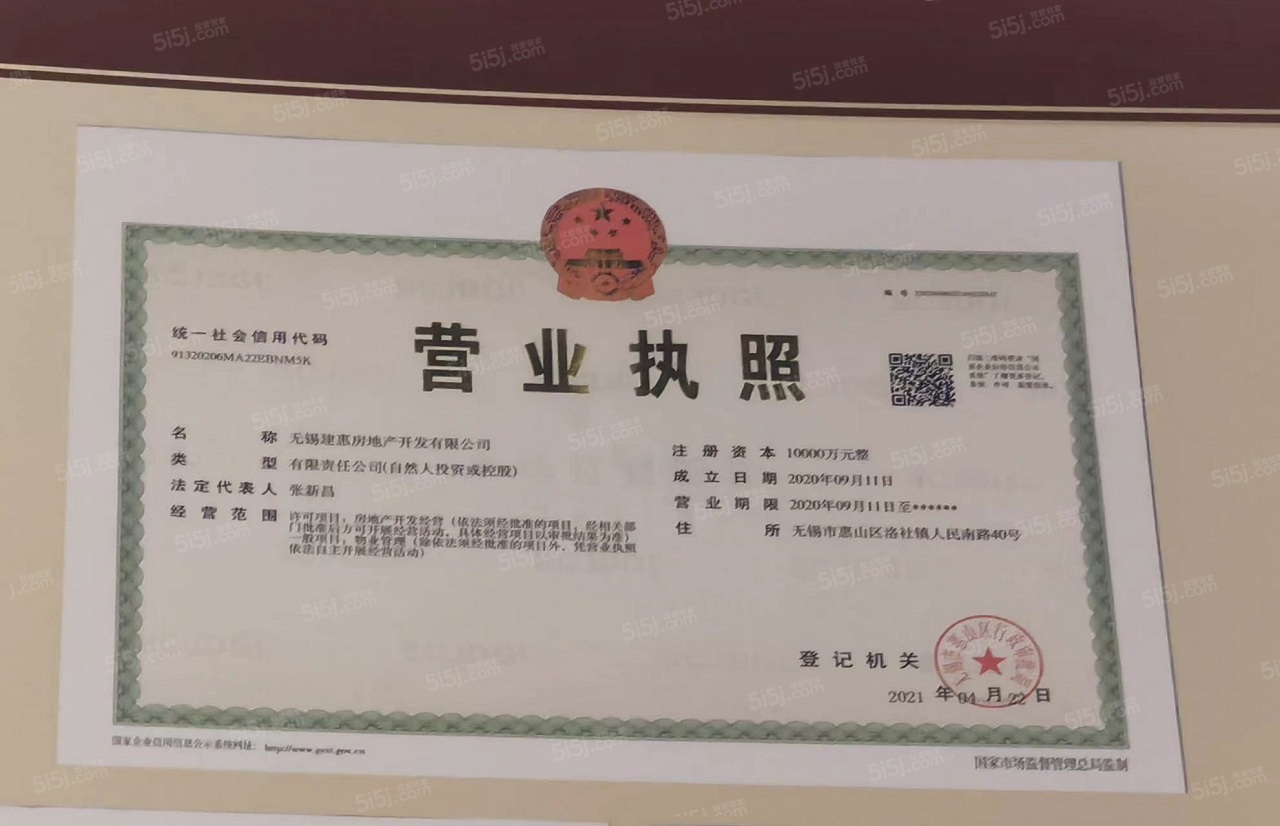 编号
统一社会信用代码
91320206MA22EBNM5K
营业执照
名称 无锡建惠房地产开发有限公司
类型 有限责任公司(自然人投资或控股)
法定代表人 张新昌
经营范围 许可项目：房地产开发经营（依法须经批准的项目，经相关部
门批准后方可开展经营活动，具体经营项目以审批结果为准）
一般项目：物业管理（除依法须经批准的项目外，凭营业执照
依法自主开展经营活动）
注册资本 10000万元整
成立日期 2020年09月11日
营业期限 2020年09月11日至******
住所 无锡市惠山区洛社镇人民南路40号
登记机关
2021年04月22日
国家企业信用信息公示系统网址：http://www.gsxt.gov.cn
国家市场监督管理总局监制
5i5j.com
我爱我家